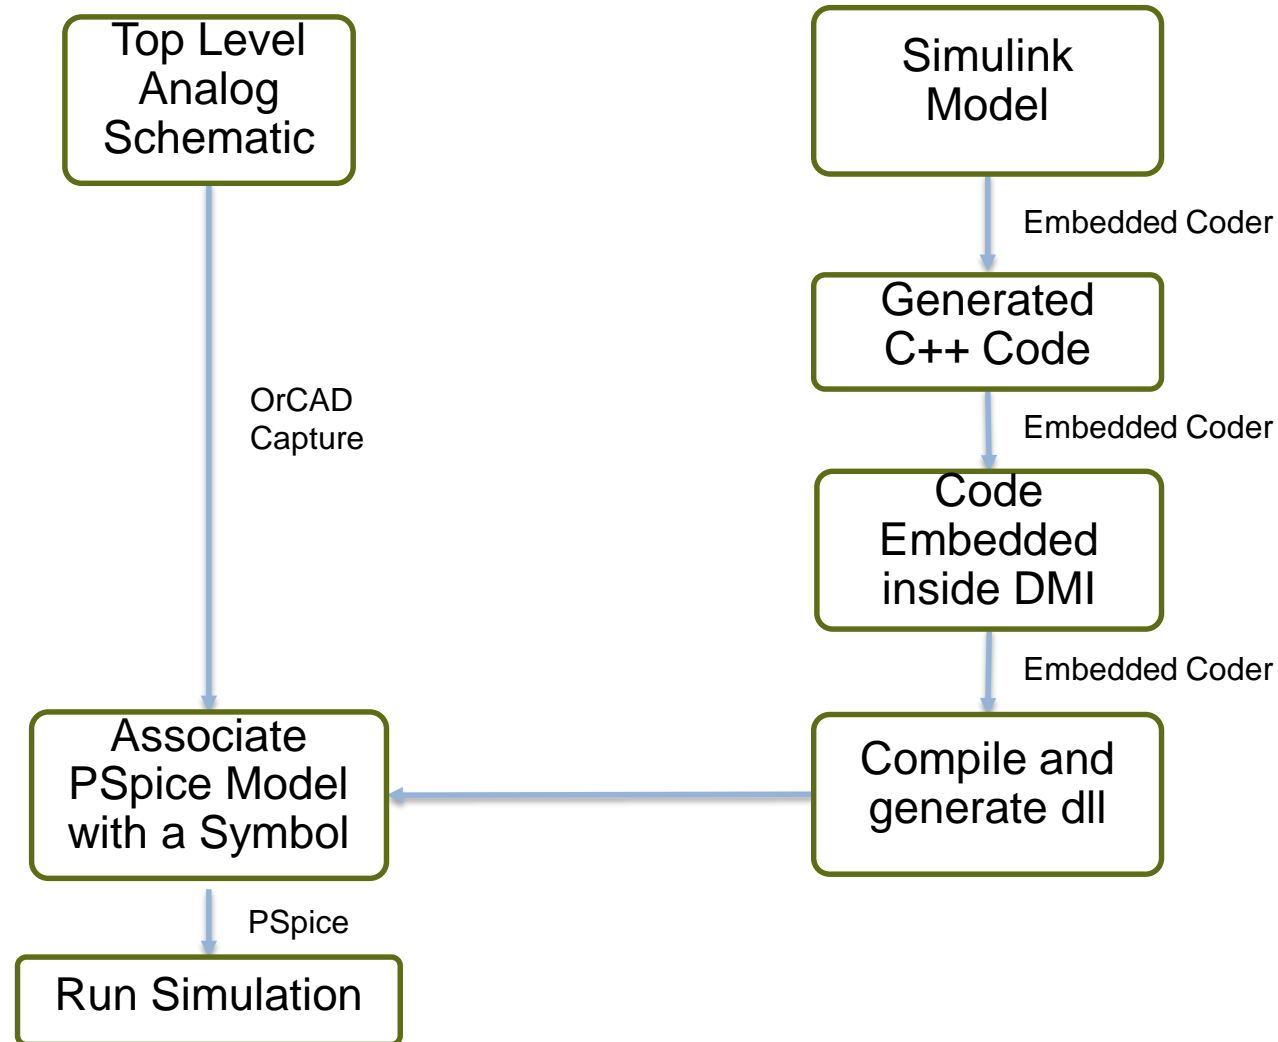 Top Level
Analog
Schematic
Simulink
Model
Embedded Coder
Generated
C++ Code
OrCAD
Capture
Embedded Coder
Code
Embedded
inside DMI
Embedded Coder
Associate
PSpice Model
with a Symbol
Compile and
generate dll
PSpice
Run Simulation